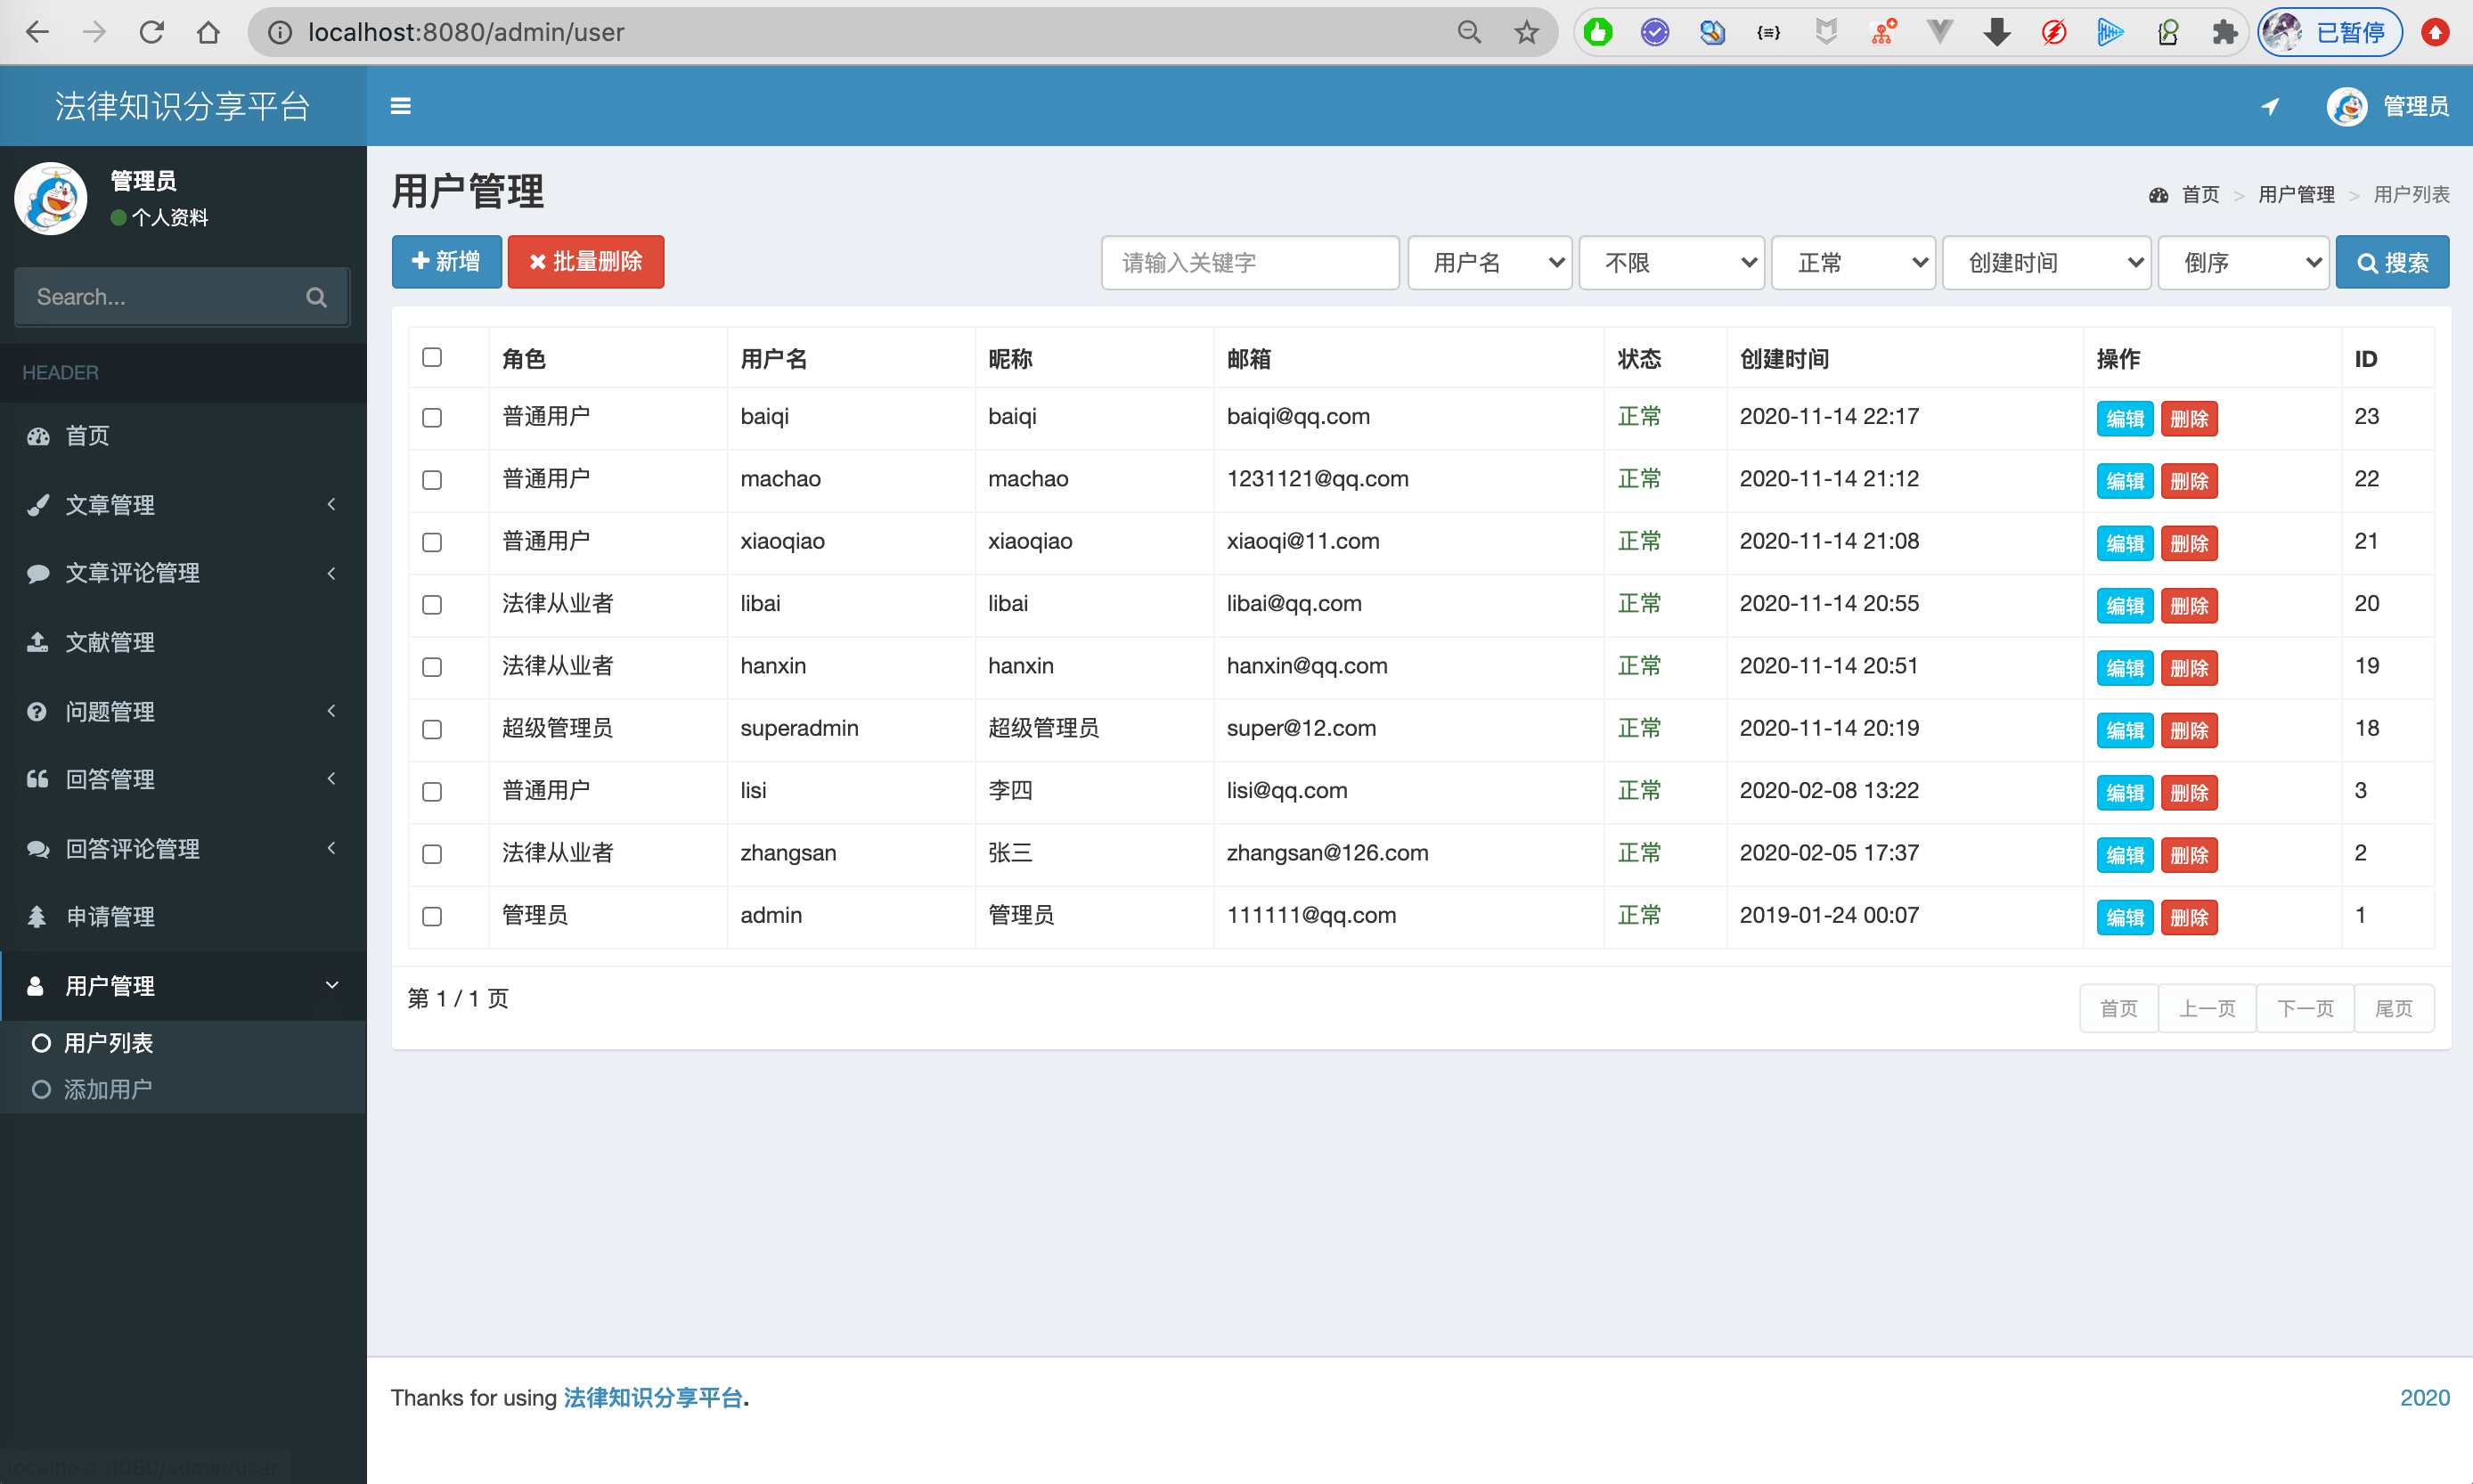 localhost:8080/admin/user
已暂停
法律知识分享平台
管理员
管理员
个人资料
Search...
HEADER
首页
文章管理
文章评论管理
文献管理
问题管理
回答管理
回答评论管理
申请管理
用户管理
用户列表
添加用户
localhost:8080/admin/user
用户管理
首页 > 用户管理 > 用户列表
新增 批量删除 请输入关键字 用户名 不限 正常 创建时间 倒序 搜索
角色 用户名 昵称 邮箱 状态 创建时间 操作 ID
普通用户 baiqi baiqi baiqi@qq.com 正常 2020-11-14 22:17 编辑 删除 23
普通用户 machao machao 1231121@qq.com 正常 2020-11-14 21:12 编辑 删除 22
普通用户 xiaoqiao xiaoqiao xiaoqi@11.com 正常 2020-11-14 21:08 编辑 删除 21
法律从业者 libai libai libai@qq.com 正常 2020-11-14 20:55 编辑 删除 20
法律从业者 hanxin hanxin hanxin@qq.com 正常 2020-11-14 20:51 编辑 删除 19
超级管理员 superadmin 超级管理员 super@12.com 正常 2020-11-14 20:19 编辑 删除 18
普通用户 lisi 李四 lisi@qq.com 正常 2020-02-08 13:22 编辑 删除 3
法律从业者 zhangsan 张三 zhangsan@126.com 正常 2020-02-05 17:37 编辑 删除 2
管理员 admin 管理员 111111@qq.com 正常 2019-01-24 00:07 编辑 删除 1
第 1 / 1 页
首页 上一页 下一页 尾页
Thanks for using 法律知识分享平台.
2020